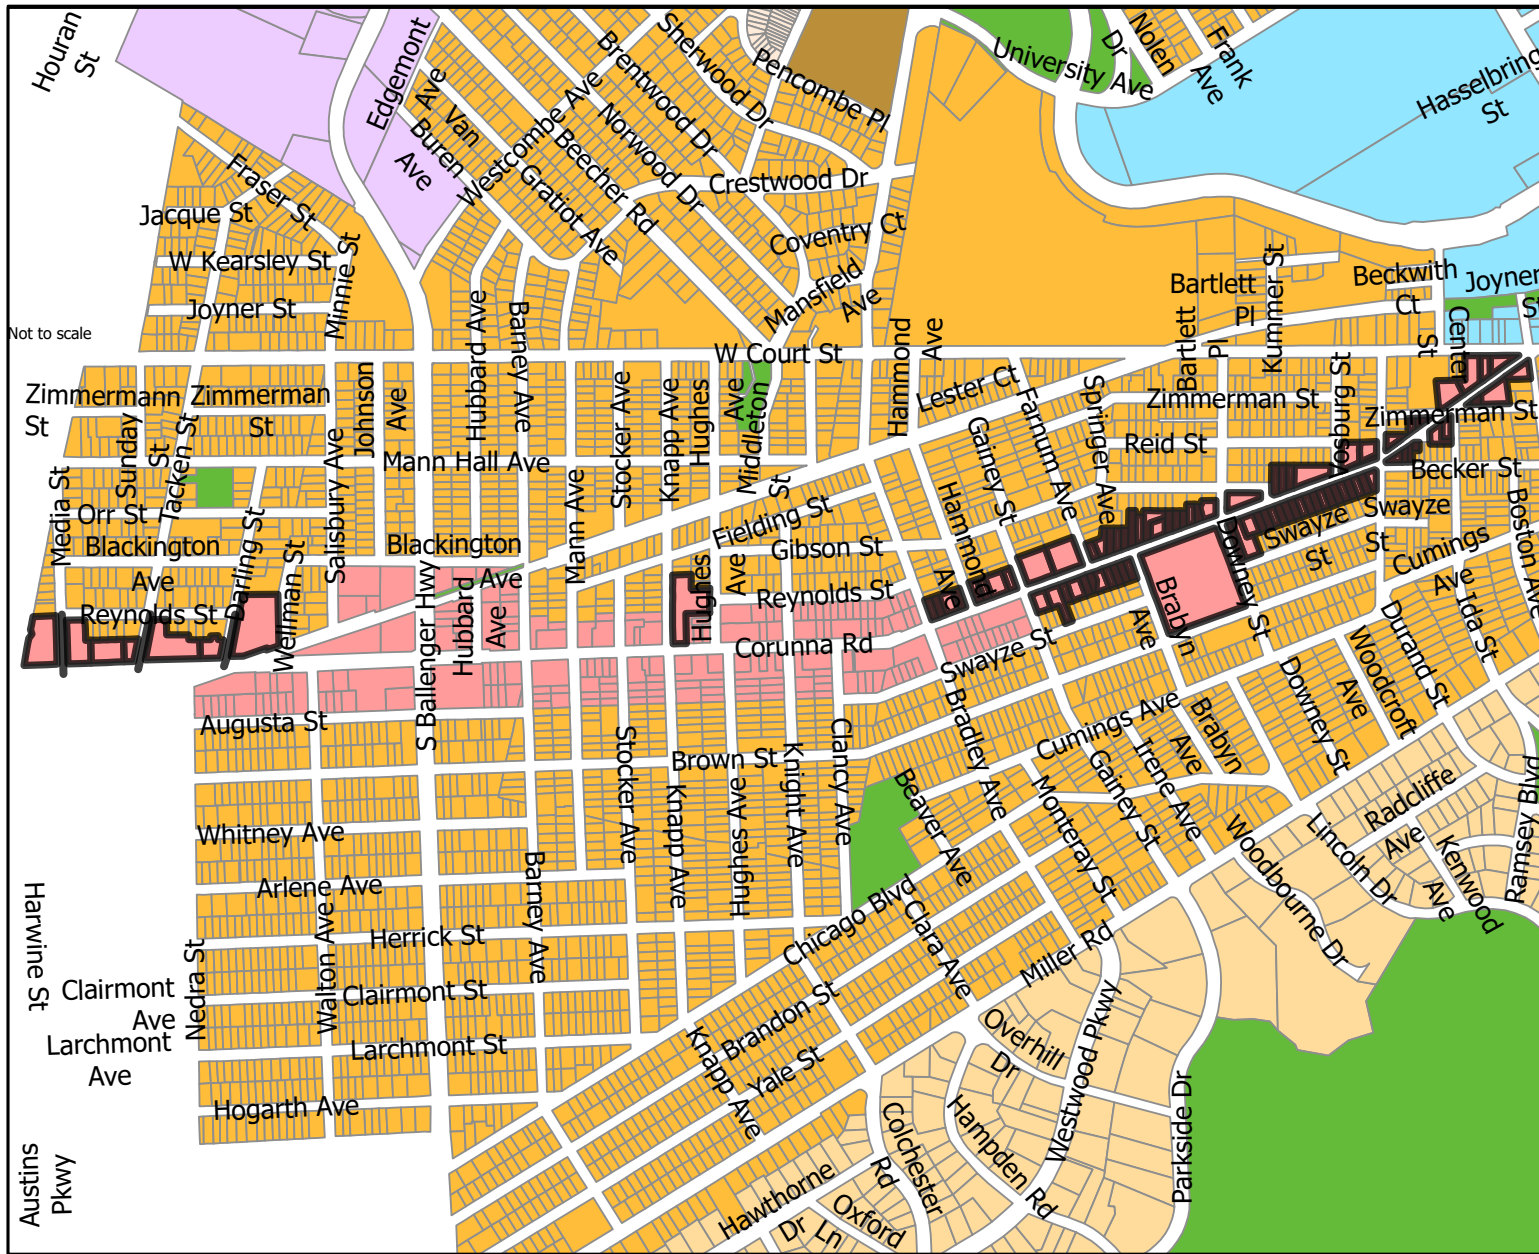 Houran
St
Edgemont
Ave
Van
Buren
Ave
Westcombe Ave
Brentwood Dr
Sherwood Dr
Norwood Dr
Beecher Rd
Gratiot Ave
Pencombe Pl
Crestwood Dr
Coventry Ct
Mansfield
Ave
University Ave
Dr
Nolen
Frank
Ave
Hasselbring
St
Fraser St
Jacque St
W Kearsley St
Joyner St
Minnie St
Not to scale
Hubbard Ave
Barney Ave
W Court St
Hammond
Ave
Bartlett
Pl
Bartlett
Pl
Kummer St
Beckwith
Ct
Joyner
St
Center
St
Zimmermann
St
Zimmerman
St
Sunday
St
Tacken St
Johnson
Ave
Salisbury Ave
Mann Hall Ave
Stocker Ave
Knapp Ave
Hughes
Ave
Middleton
St
Lester Ct
Gainey St
Farnum Ave
Springer Ave
Zimmerman St
Reid St
Vosburg St
Zimmerman St
Becker St
Media St
Orr St
Blackington
Ave
Reynolds St
Darling St
Wellman St
Blackington
Ave
S Ballenger Hwy
Hubbard
Ave
Mann Ave
Fielding St
Gibson St
Hughes
Ave
Reynolds St
Corunna Rd
Hammond
Ave
Swayze St
Brabyn
Ave
Downey St
Swayze
St
Swayze
St
Cumings
Ave
Boston Ave
Ida St
Durand St
Woodcroft
Ave
Downey St
Augusta St
Whitney Ave
Arlene Ave
Herrick St
Walton Ave
Nedra St
Harwine St
Clairmont
Ave
Clairmont St
Larchmont
Ave
Larchmont St
Hogarth Ave
Austins
Pkwy
Barney Ave
Stocker Ave
Brown St
Knapp Ave
Hughes Ave
Knight Ave
Clancy Ave
Bradley Ave
Beaver Ave
Cumings Ave
Brabyn
Ave
Irene Ave
Gainey St
Monteray St
Chicago Blvd
Clara Ave
Miller Rd
Brandon St
Yale St
Knapp Ave
Woodbourne Dr
Lincoln Dr
Radcliffe
Ave
Kenwood
Ave
Ramsey Blvd
Overhill
Dr
Westwood Pkwy
Hampden Rd
Parkside Dr
Colchester
Rd
Hawthorne
Dr
Oxford
Ln